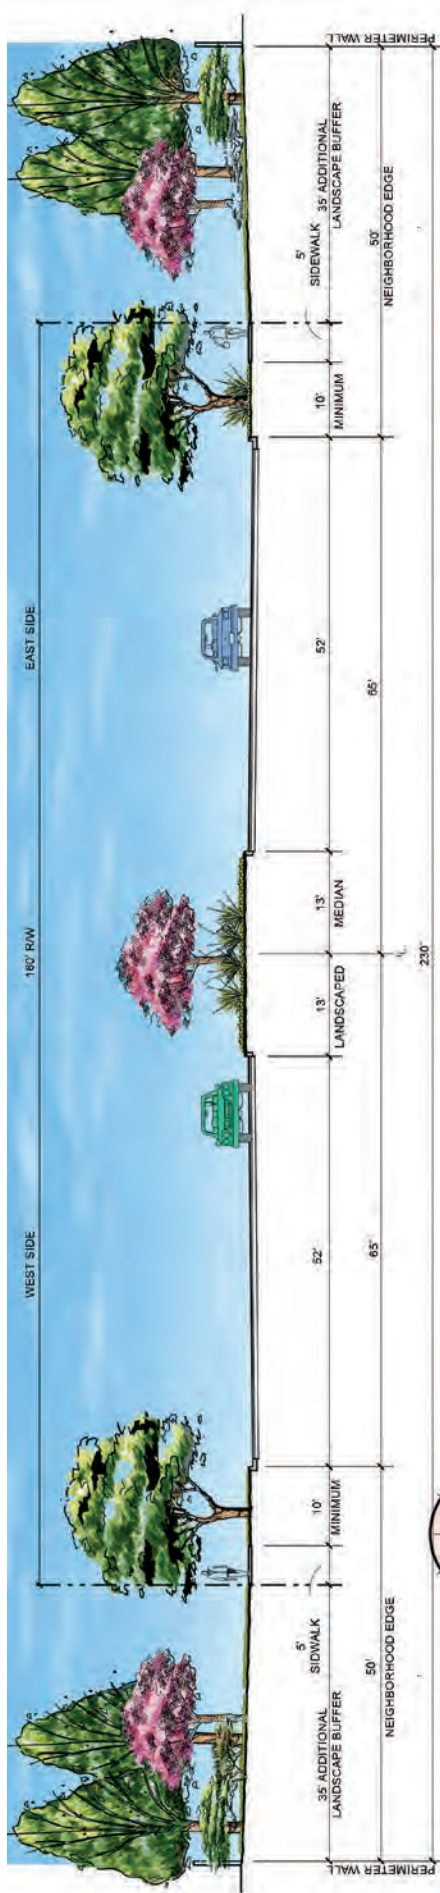 WEST SIDE
160' R/W
EAST SIDE
PERIMETER WALL
35' ADDITIONAL
LANDSCAPE BUFFER
5'
SIDWALK
10'
MINIMUM
52'
13'
LANDSCAPED
13'
MEDIAN
52'
10'
MINIMUM
5'
SIDEWALK
35' ADDITIONAL
LANDSCAPE BUFFER
PERIMETER WALL
50'
NEIGHBORHOOD EDGE
65'
65'
50'
NEIGHBORHOOD EDGE
230'